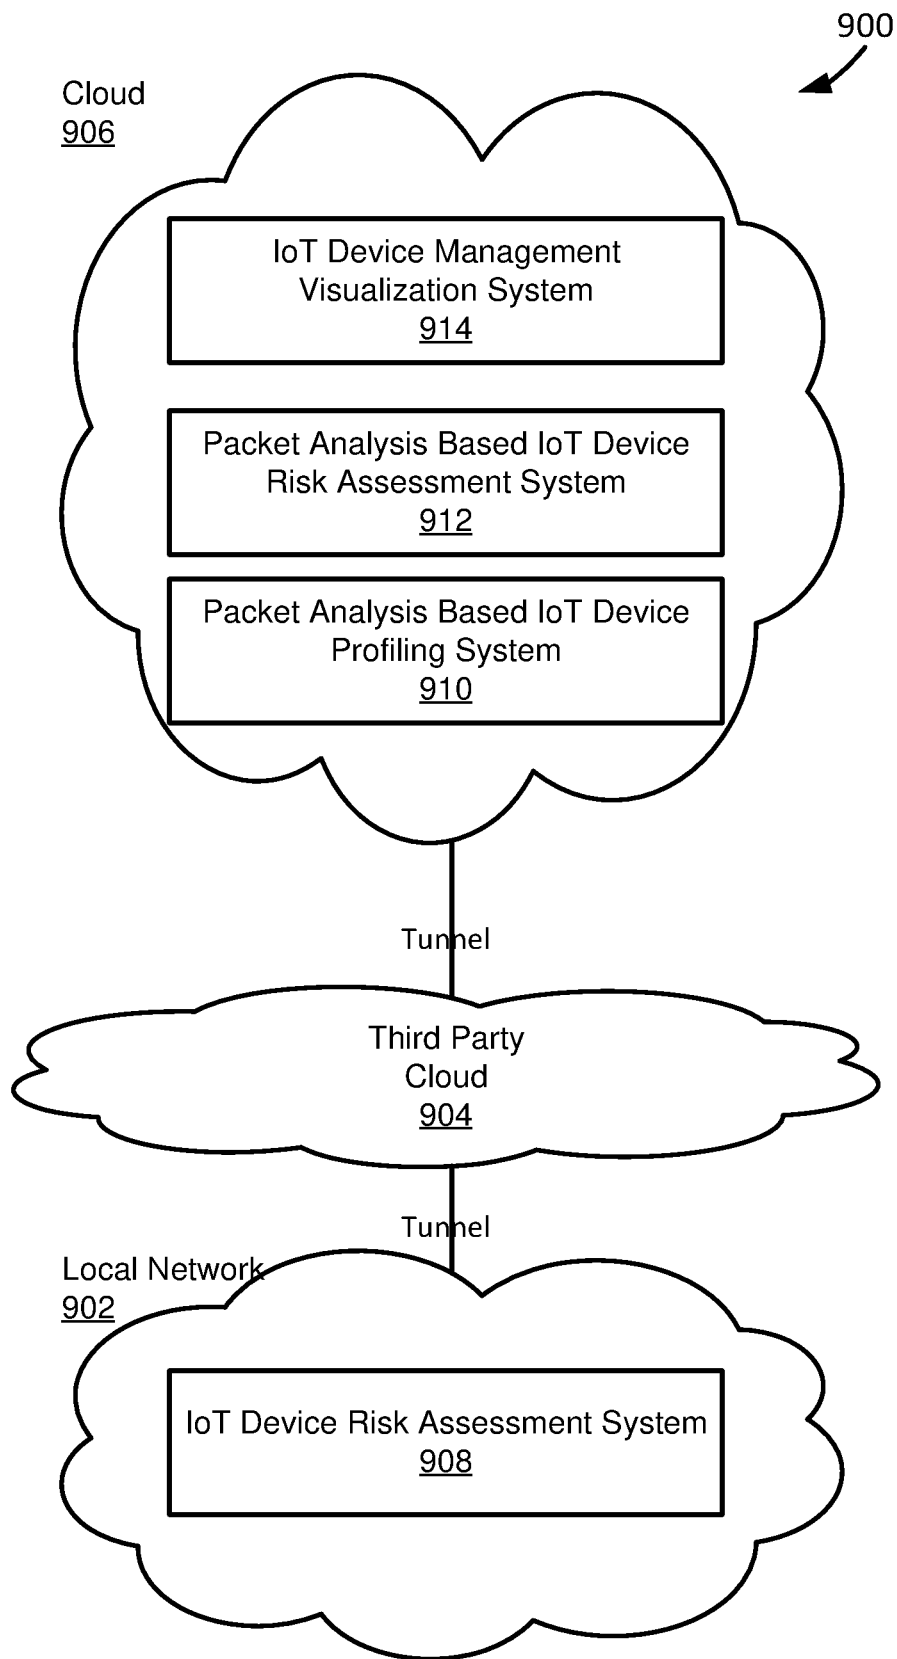 900
Cloud
906
IoT Device Management
Visualization System
914
Packet Analysis Based IoT Device
Risk Assessment System
912
Packet Analysis Based IoT Device
Profiling System
910
Tunnel
Third Party
Cloud
904
Tunnel
Local Network
902
IoT Device Risk Assessment System
908